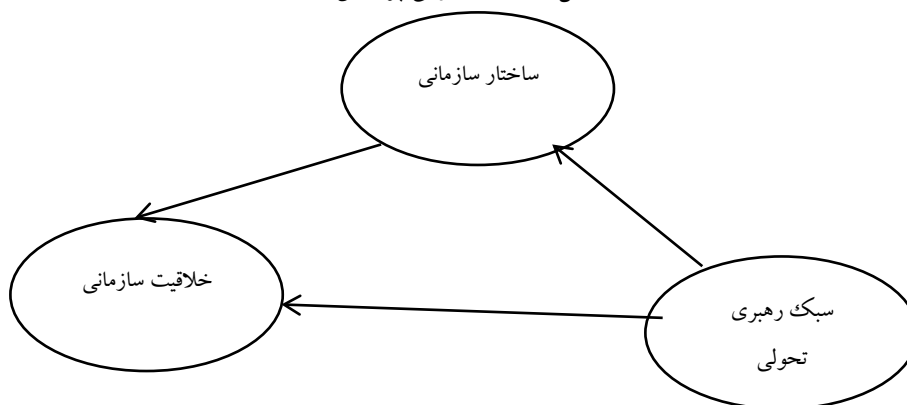 ساختار سازمانی
خلاقیت سازمانی
سبک رهبری
تحولی